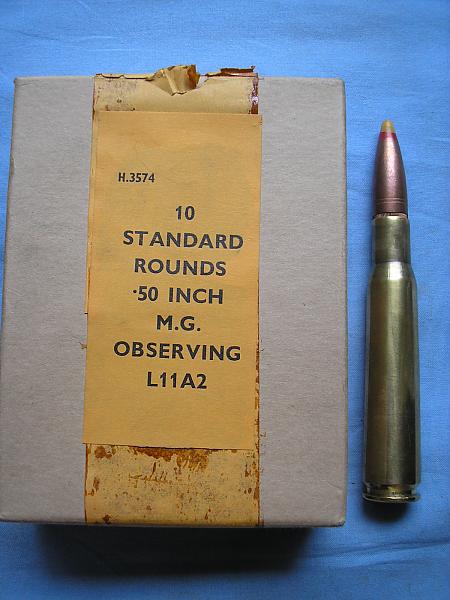 H.3574
10
STANDARD
ROUNDS
·50 INCH
M.G.
OBSERVING
L11A2